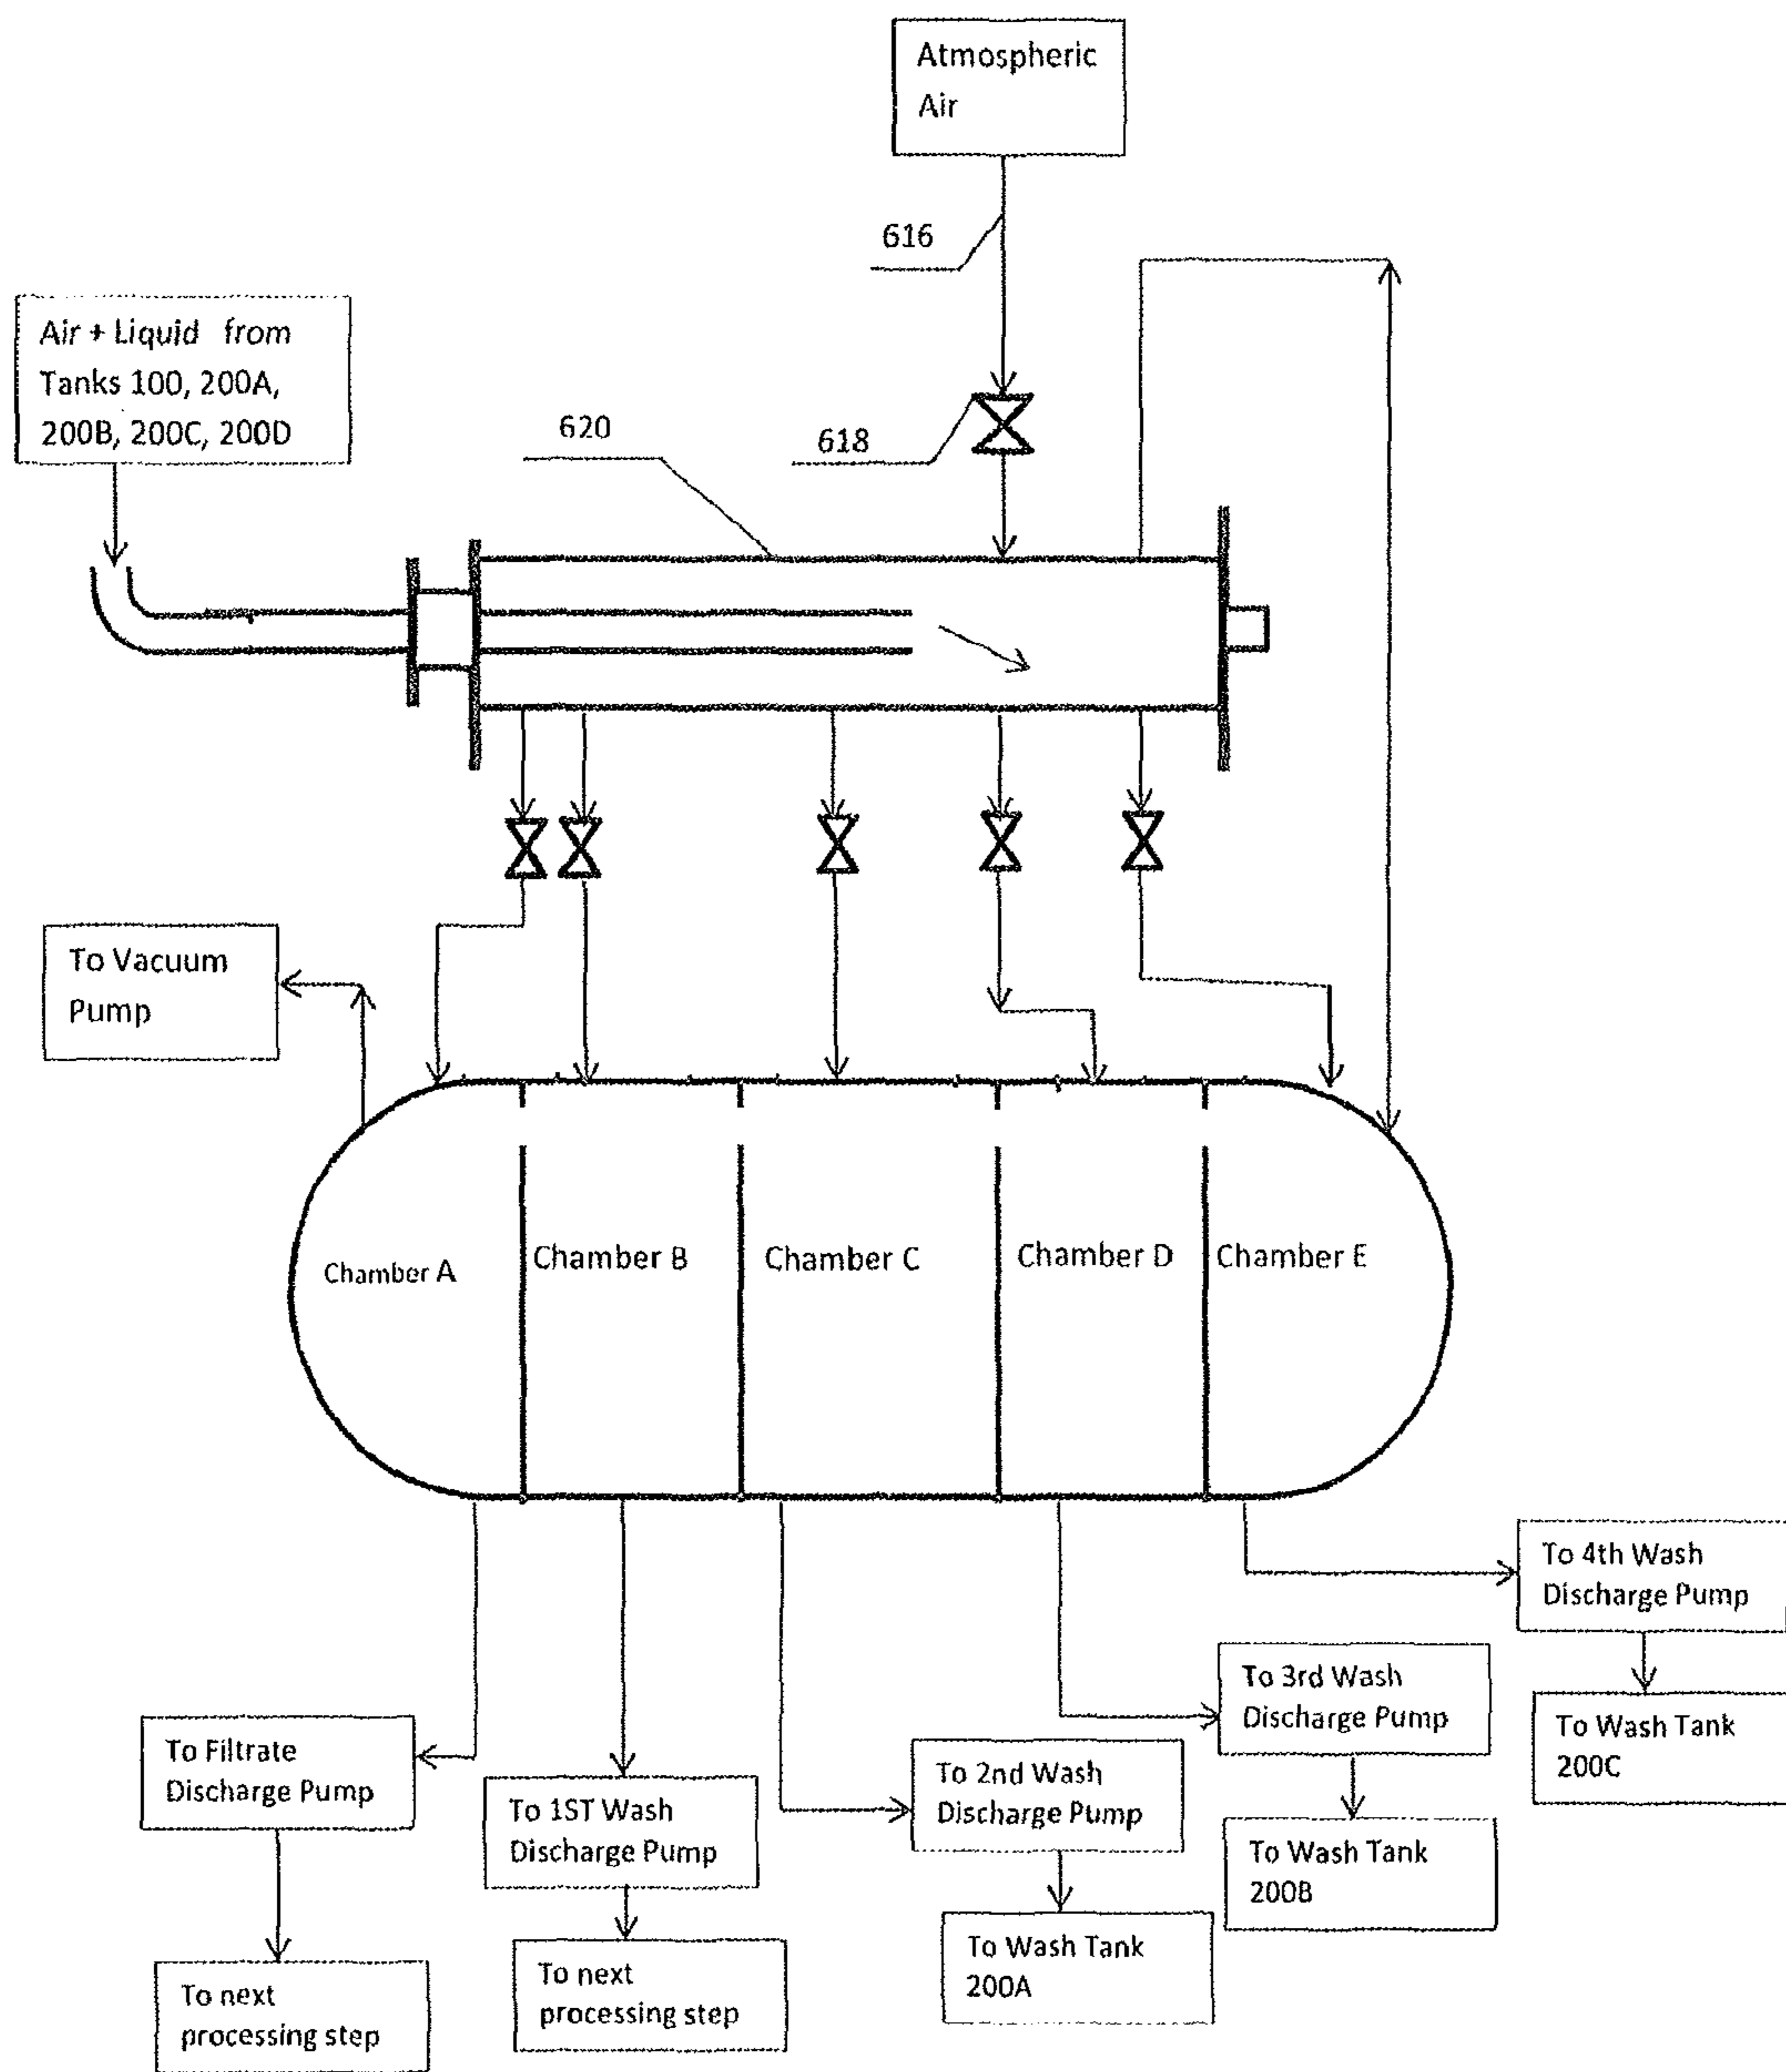 Atmospheric
Air
616
Air + Liquid from
Tanks 100, 200A,
200B, 200C, 200D
620
618
To Vacuum
Pump
Chamber A
Chamber B
Chamber C
Chamber D
Chamber E
To 4th Wash
Discharge Pump
To 3rd Wash
Discharge Pump
To Wash Tank
200C
To Filtrate
Discharge Pump
To 2nd Wash
Discharge Pump
To 1ST Wash
Discharge Pump
To Wash Tank
200B
To Wash Tank
200A
To next
processing step
To next
processing step